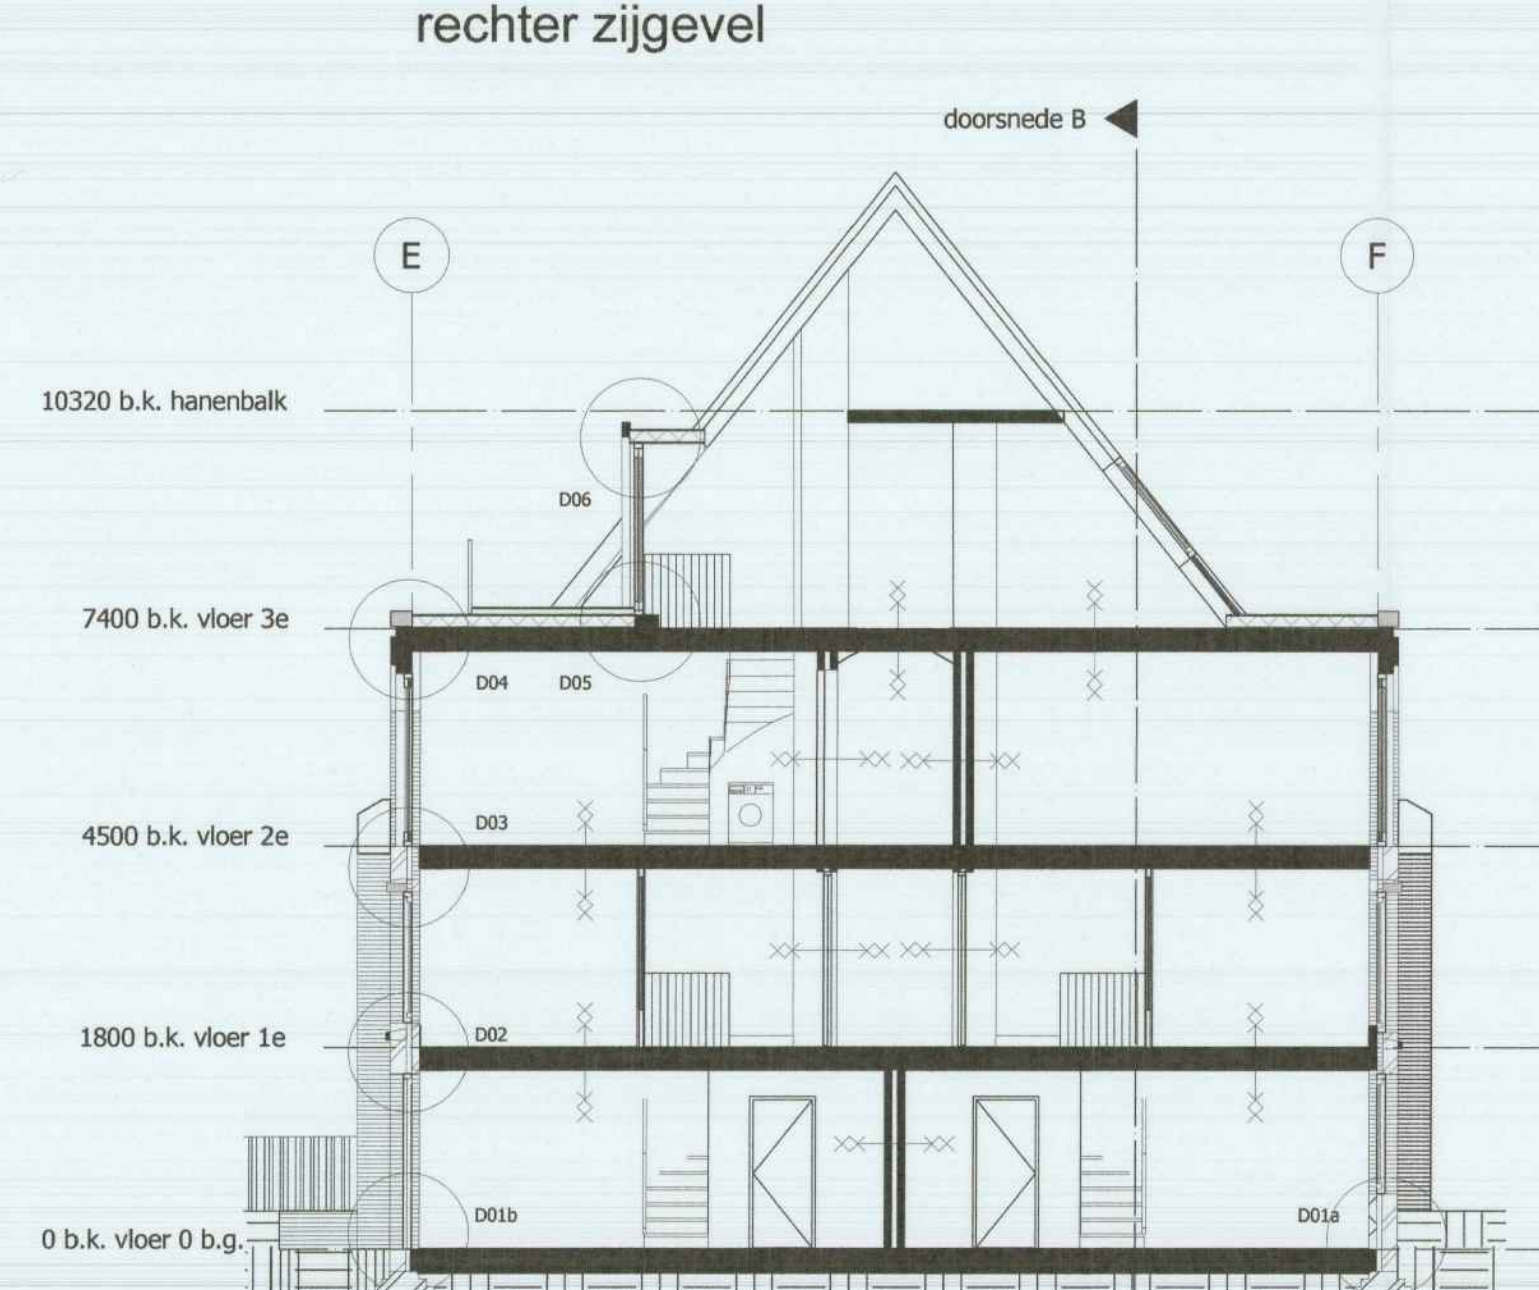 rechter zijgevel
doorsnede B
E
F
10320 b.k. hanenbalk
D06
7400 b.k. vloer 3e
D04
D05
D03
4500 b.k. vloer 2e
1800 b.k. vloer 1e
D02
D01b
D01a
0 b.k. vloer 0 b.g.